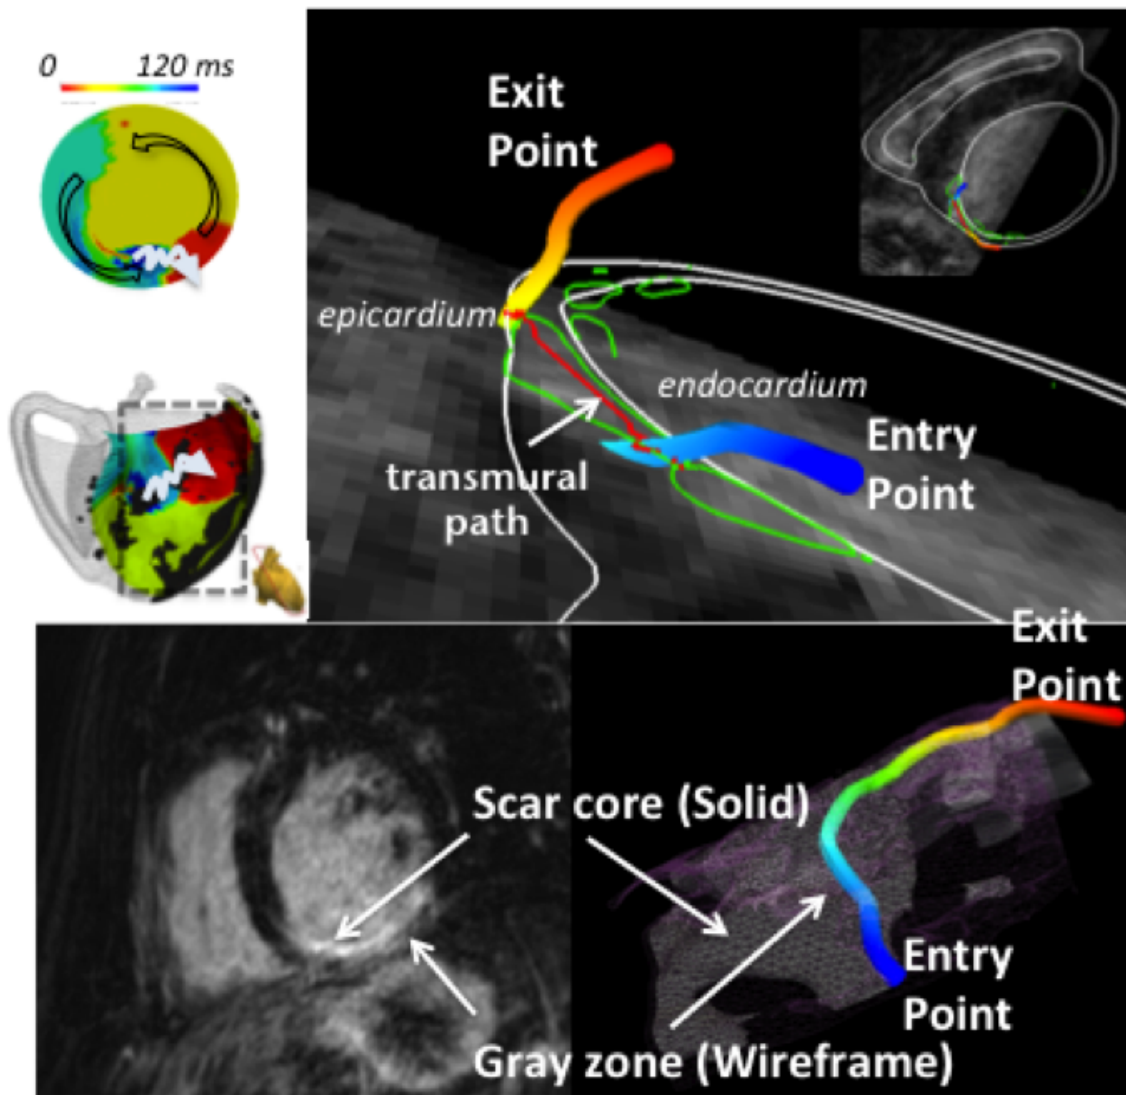 0 120 ms
Exit
Point
epicardium
endocardium
Entry
Point
transmural
path
Exit
Point
Scar core (Solid)
Entry
Point
Gray zone (Wireframe)